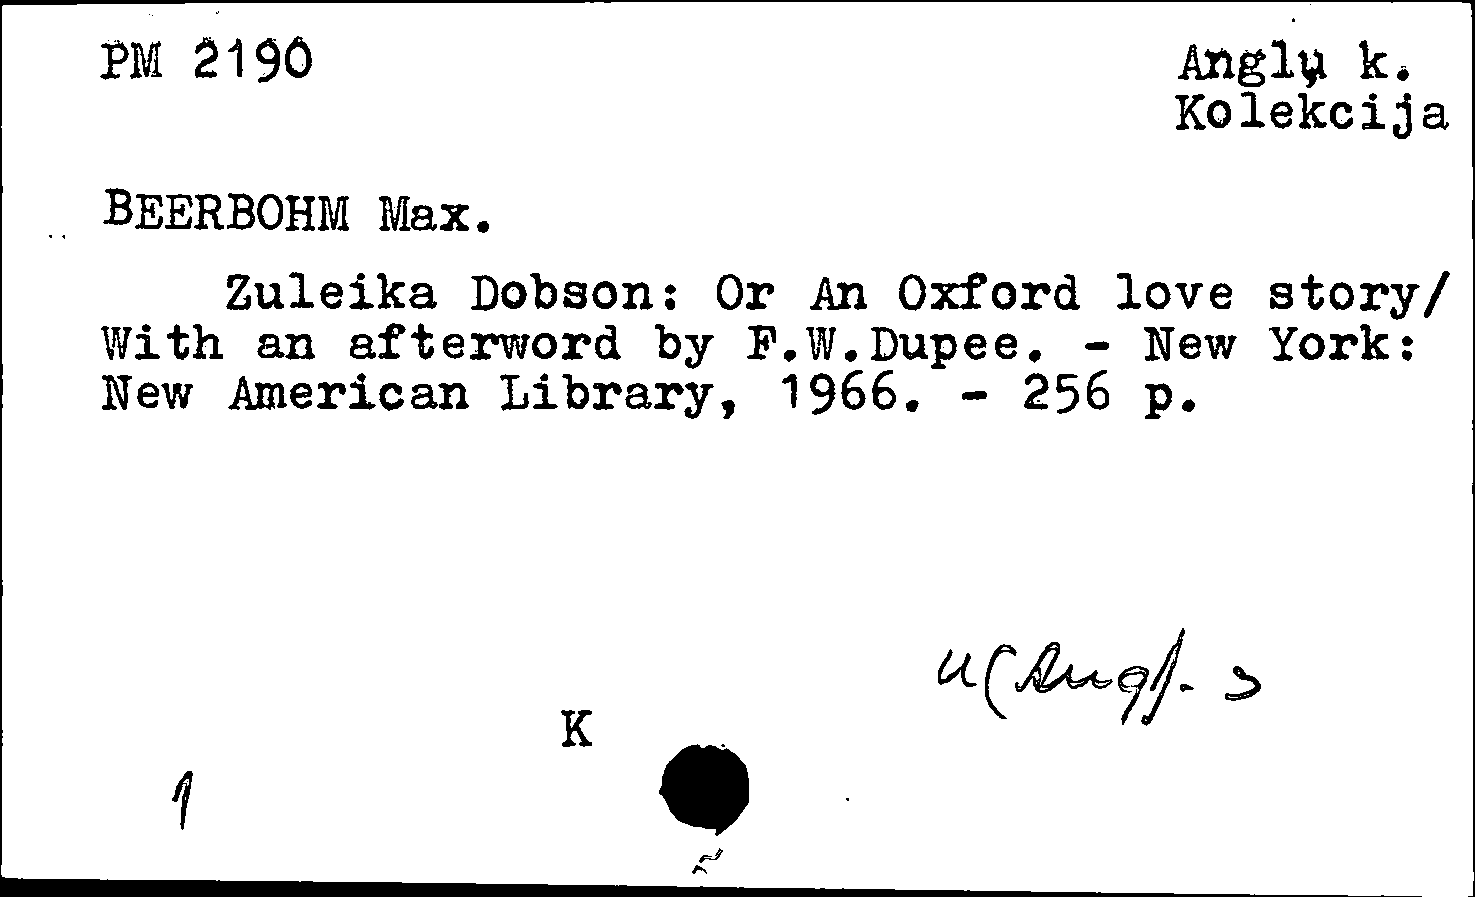 PM 2190
Anglų k.
Kolekcija
BEERBOHM Max.
Zuleika Dobson: Or An Oxford love story/
With an afterword by F.W.Dupee. - New York:
New American Library, 1966. - 256 p.
K
1